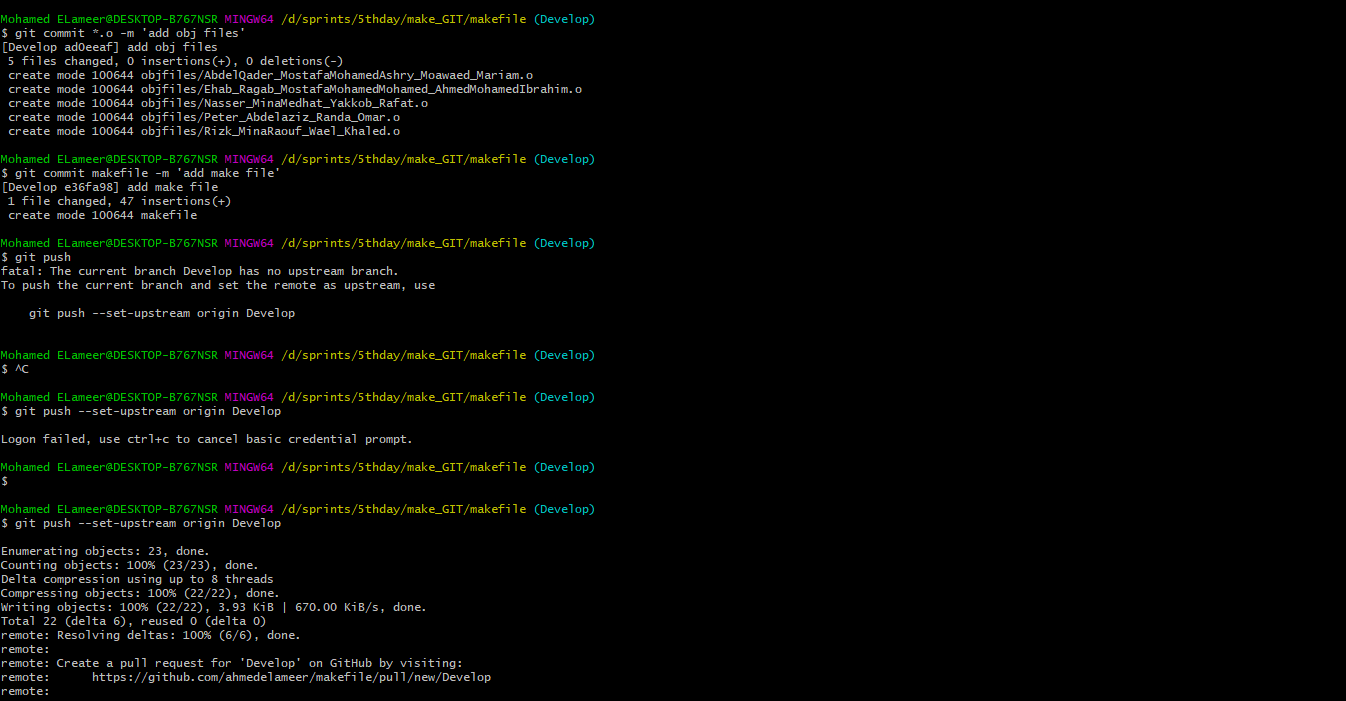 Mohamed ELameer@DESKTOP-B767NSR MINGW64 /d/sprints/5thday/make_GIT/makefile (Develop)
$ git commit *.o -m 'add obj files'
[Develop ad0eeaf] add obj files
 5 files changed, 0 insertions(+), 0 deletions(-)
 create mode 100644 objfiles/AbdelQader_MostafaMohamedAshry_Moawaed_Mariam.o
 create mode 100644 objfiles/Ehab_Ragab_MostafaMohamedMohamed_AhmedMohamedIbrahim.o
 create mode 100644 objfiles/Nasser_MinaMedhat_Yakkob_Rafat.o
 create mode 100644 objfiles/Peter_Abdelaziz_Randa_Omar.o
 create mode 100644 objfiles/Rizk_MinaRaouf_Wael_Khaled.o
Mohamed ELameer@DESKTOP-B767NSR MINGW64 /d/sprints/5thday/make_GIT/makefile (Develop)
$ git commit makefile -m 'add make file'
[Develop e36fa98] add make file
 1 file changed, 47 insertions(+)
 create mode 100644 makefile
Mohamed ELameer@DESKTOP-B767NSR MINGW64 /d/sprints/5thday/make_GIT/makefile (Develop)
$ git push
fatal: The current branch Develop has no upstream branch.
To push the current branch and set the remote as upstream, use
    git push --set-upstream origin Develop
Mohamed ELameer@DESKTOP-B767NSR MINGW64 /d/sprints/5thday/make_GIT/makefile (Develop)
$ ^C
Mohamed ELameer@DESKTOP-B767NSR MINGW64 /d/sprints/5thday/make_GIT/makefile (Develop)
$ git push --set-upstream origin Develop
Logon failed, use ctrl+c to cancel basic credential prompt.
Mohamed ELameer@DESKTOP-B767NSR MINGW64 /d/sprints/5thday/make_GIT/makefile (Develop)
$
Mohamed ELameer@DESKTOP-B767NSR MINGW64 /d/sprints/5thday/make_GIT/makefile (Develop)
$ git push --set-upstream origin Develop
Enumerating objects: 23, done.
Counting objects: 100% (23/23), done.
Delta compression using up to 8 threads
Compressing objects: 100% (22/22), done.
Writing objects: 100% (22/22), 3.93 KiB | 670.00 KiB/s, done.
Total 22 (delta 6), reused 0 (delta 0)
remote: Resolving deltas: 100% (6/6), done.
remote:
remote: Create a pull request for 'Develop' on GitHub by visiting:
remote:      https://github.com/ahmedelameer/makefile/pull/new/Develop
remote: